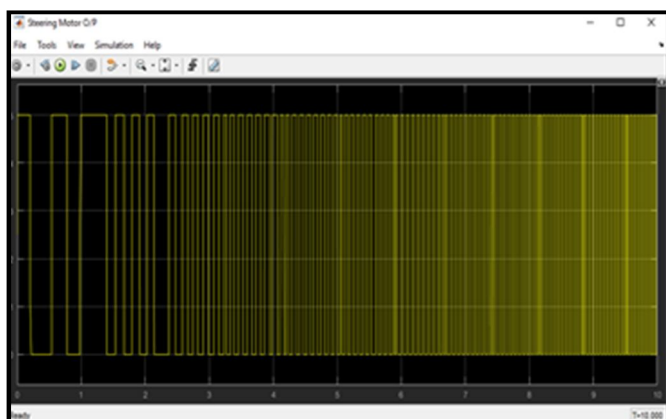 Steering Motor O/P
File Tools View Simulation Help
0 1 2 3 4 5 6 7 8 9 10
Ready T=10.000